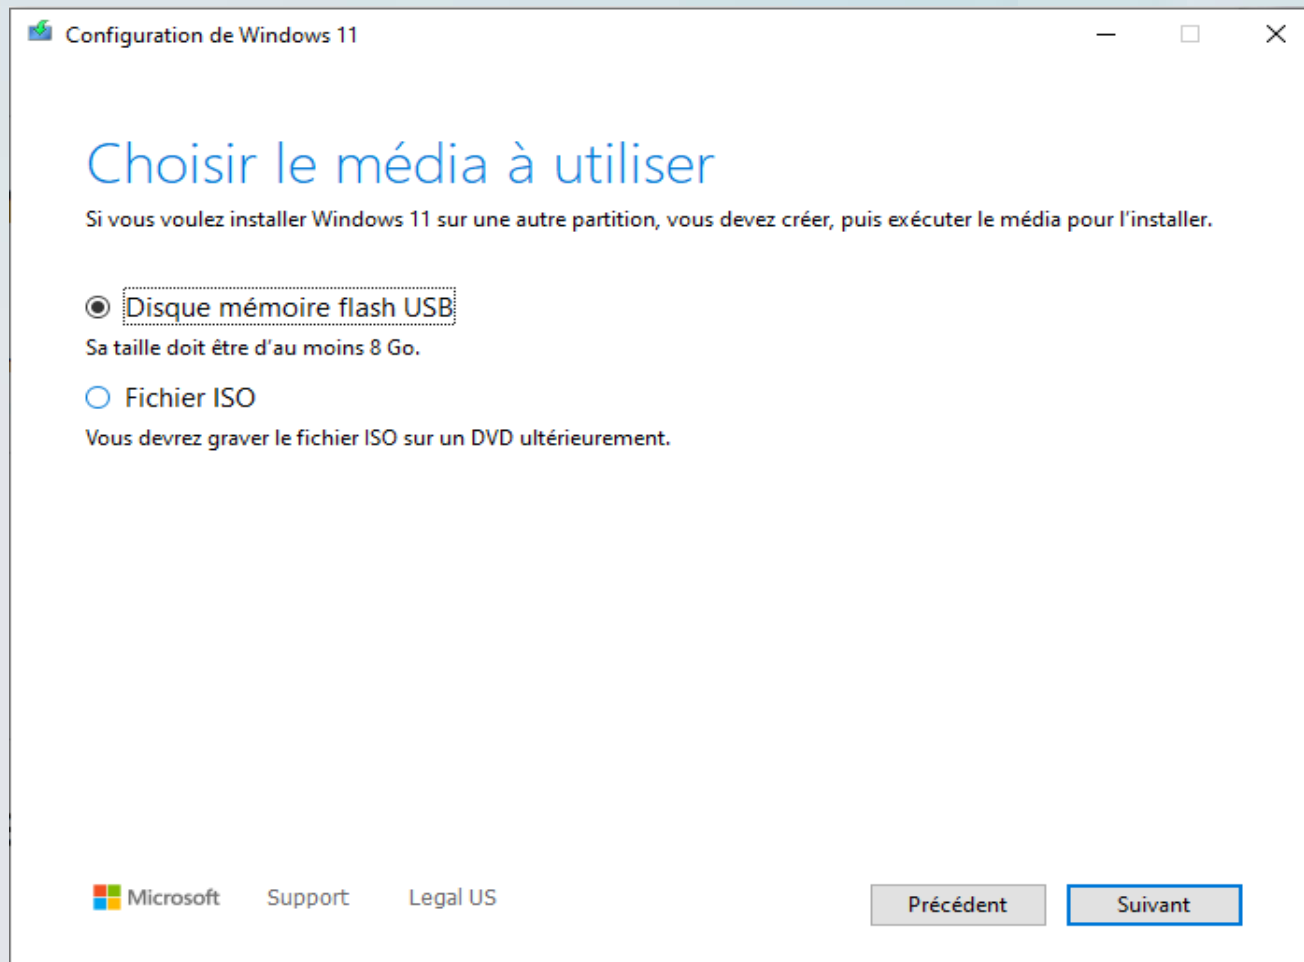 Configuration de Windows 11
Choisir le média à utiliser
Si vous voulez installer Windows 11 sur une autre partition, vous devez créer, puis exécuter le média pour l’installer.
Disque mémoire flash USB
Sa taille doit être d’au moins 8 Go.
Fichier ISO
Vous devrez graver le fichier ISO sur un DVD ultérieurement.
Microsoft Support Legal US Précédent Suivant